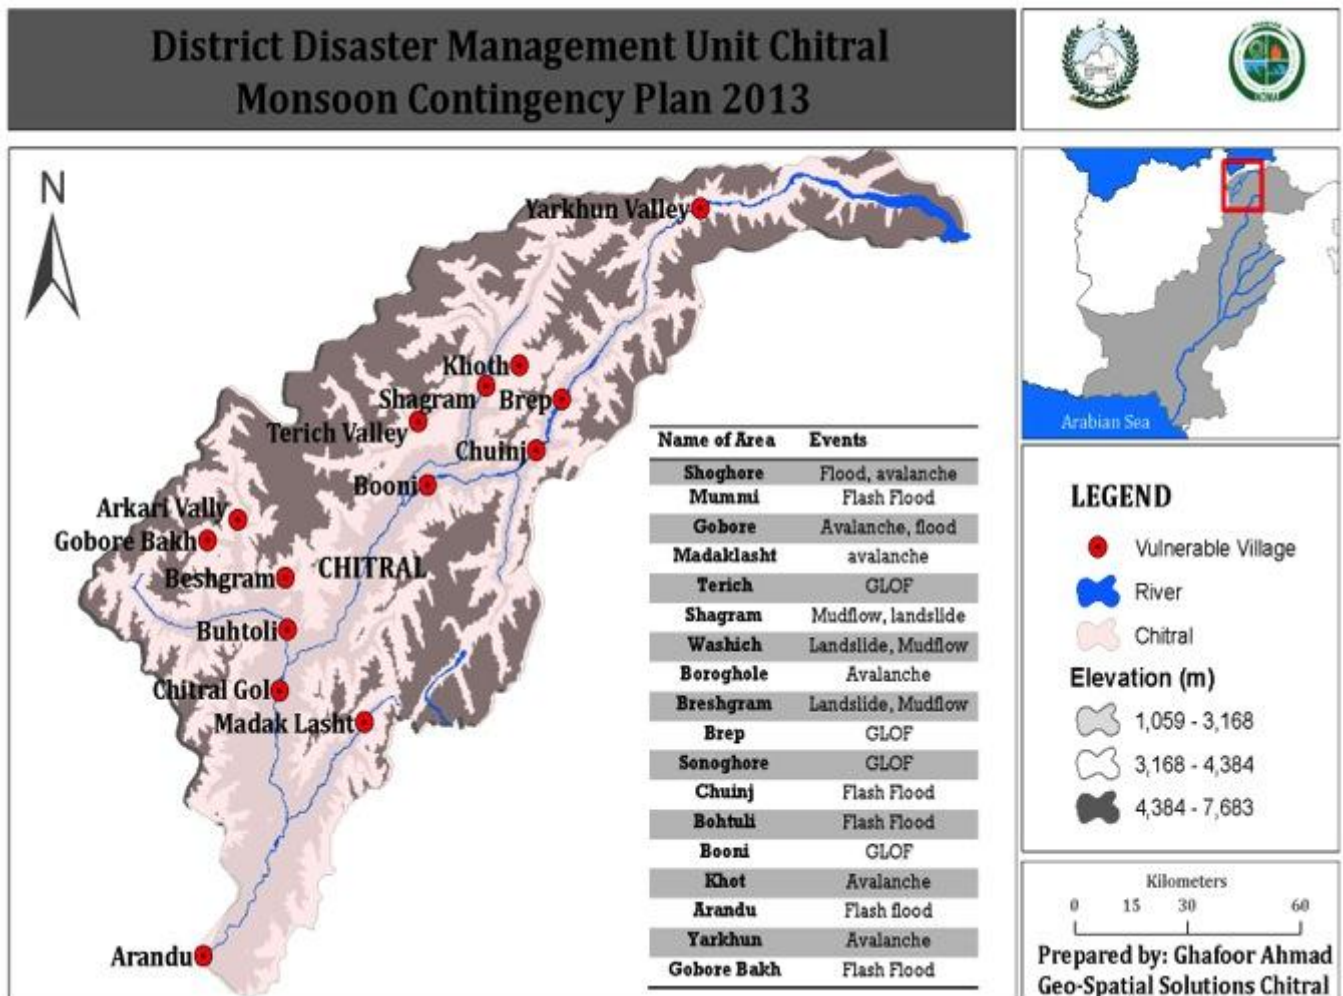 District Disaster Management Unit Chitral
Monsoon Contingency Plan 2013
N
Yarkhun Valley
Khoth
Shagram
Brep
Terich Valley
Chuinj
Booni
Arkari Vally
Gobore Bakh
Beshgram
CHITRAL
Buhtoli
Chitral Gol
Madak Lasht
Arandu
Name of Area Events
Shoghore Flood, avalanche
Mummi Flash Flood
Gobore Avalanche, flood
Madaklasht avalanche
Terich GLOF
Shagram Mudflow, landslide
Washich Landslide, Mudflow
Boroghole Avalanche
Breshgram Landslide, Mudflow
Brep GLOF
Sonoghore GLOF
Chuinj Flash Flood
Bohtuli Flash Flood
Booni GLOF
Khot Avalanche
Arandu Flash flood
Yarkhun Avalanche
Gobore Bakh Flash Flood
Arabian Sea
LEGEND
Vulnerable Village
River
Chitral
Elevation (m)
1,059 - 3,168
3,168 - 4,384
4,384 - 7,683
Kilometers
0 15 30 60
Prepared by: Ghafoor Ahmad
Geo-Spatial Solutions Chitral